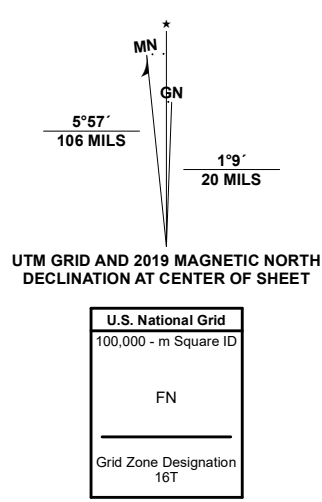 MN
GN
5°57´
106 MILS
1°9´
20 MILS
UTM GRID AND 2019 MAGNETIC NORTH
DECLINATION AT CENTER OF SHEET
U.S. National Grid
100,000 - m Square ID
FN
Grid Zone Designation
16T